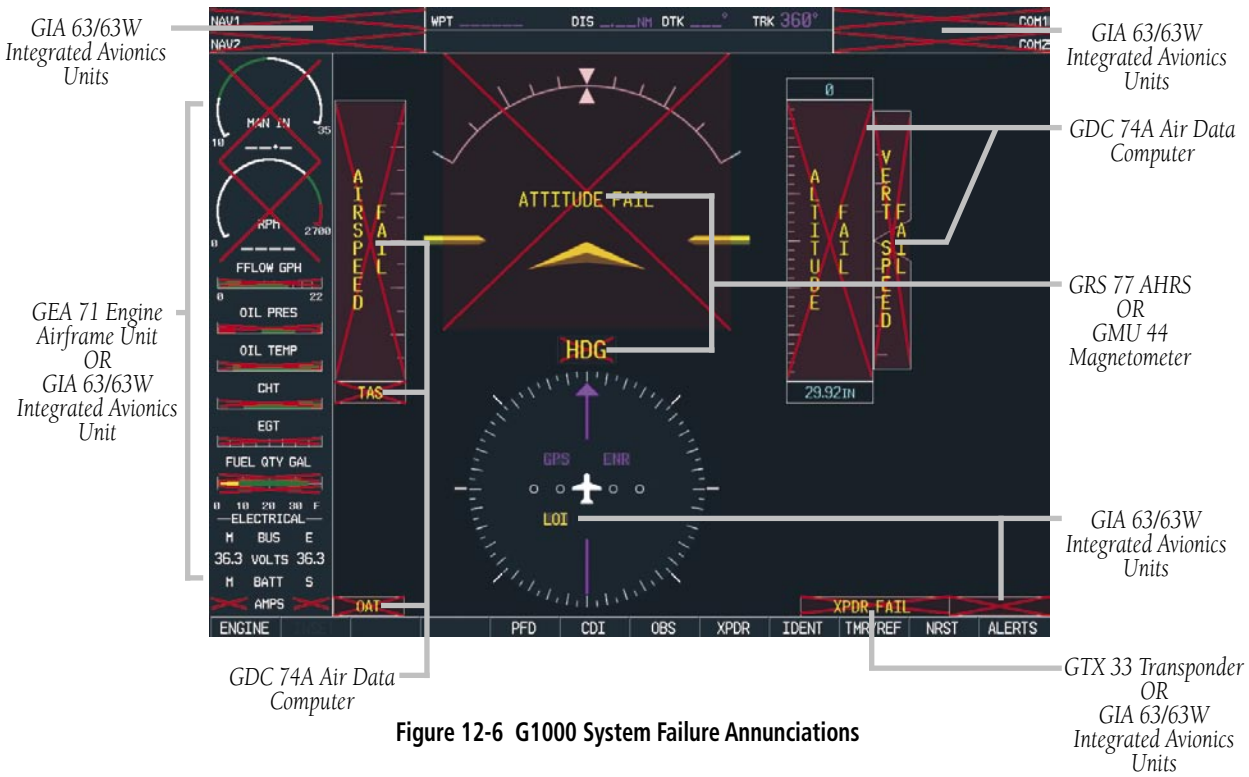 GIA 63/63W
Integrated Avionics
Units
NAV1
NAV2
WPT ______ DIS _._NM DTK ___° TRK 360°
COM1
COM2
GIA 63/63W
Integrated Avionics
Units
MAN IN
10 35
__._
RPM
0 2700
____
FFLOW GPH
0 22
OIL PRES
OIL TEMP
CHT
EGT
FUEL QTY GAL
0 10 20 30 F
ELECTRICAL
M BUS E
36.3 VOLTS 36.3
M BATT S
AMPS
GEA 71 Engine
Airframe Unit
OR
GIA 63/63W
Integrated Avionics
Unit
AIRSPEED
FAIL
TAS
OAT
ATTITUDE FAIL
HDG
GPS ENR
LOI
0
ALTITUDE
FAIL
29.92IN
VERT SPEED
FAIL
XPDR FAIL
GDC 74A Air Data
Computer
GRS 77 AHRS
OR
GMU 44
Magnetometer
GIA 63/63W
Integrated Avionics
Units
ENGINE PFD CDI OBS XPDR IDENT TMR/REF NRST ALERTS
GDC 74A Air Data
Computer
GTX 33 Transponder
OR
GIA 63/63W
Integrated Avionics
Units
Figure 12-6 G1000 System Failure Annunciations